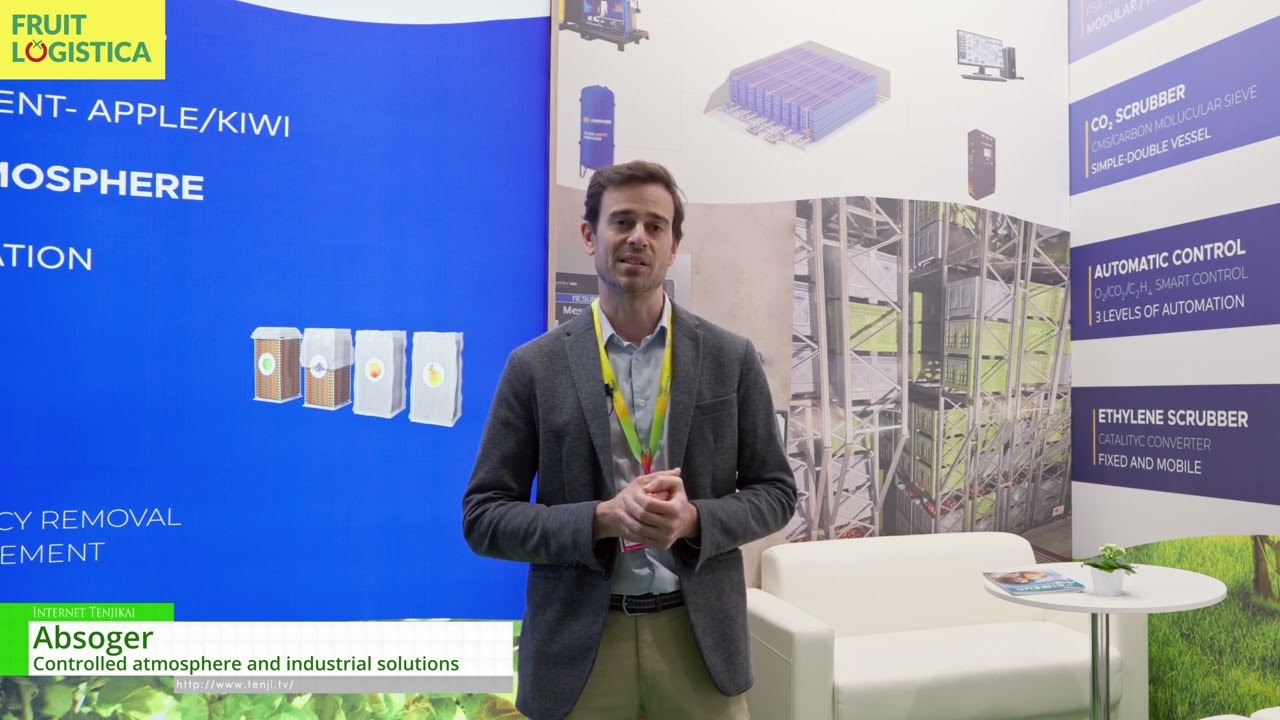 FRUIT
LOGISTICA
ENT- APPLE/KIWI
MOSPHERE
ATION
CY REMOVAL
EMENT
MODULAR /
CO₂ SCRUBBER
CMS/CARBON MOLUCULAR SIEVE
SIMPLE-DOUBLE VESSEL
AUTOMATIC CONTROL
O₂/CO₂/C₂H₄ SMART CONTROL
3 LEVELS OF AUTOMATION
ETHYLENE SCRUBBER
CATALITYC CONVERTER
FIXED AND MOBILE
INTERNET TENJIKAI
Absoger
Controlled atmosphere and industrial solutions
http://www.tenji.tv/